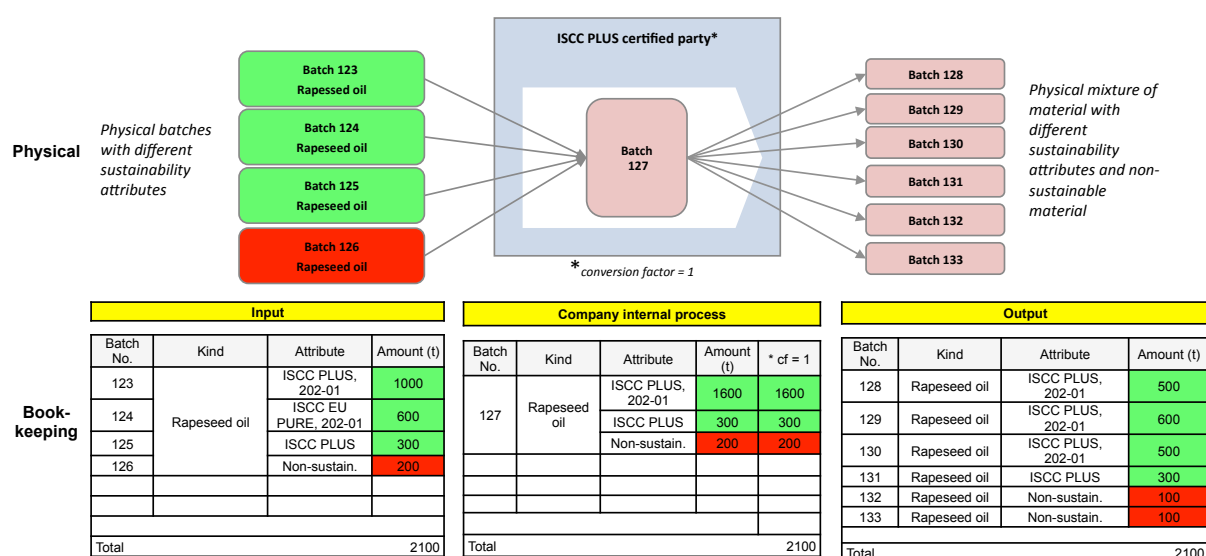 ISCC PLUS certified party*
Batch 123
Rapessed oil
Batch 124
Rapeseed oil
Batch 125
Rapeseed oil
Batch 126
Rapeseed oil
Physical
Physical batches
with different
sustainability
attributes
Batch
127
Batch 128
Batch 129
Batch 130
Batch 131
Batch 132
Batch 133
Physical mixture of
material with
different
sustainability
attributes and non-
sustainable
material
*conversion factor = 1
Book-
keeping
Input
Batch No. Kind Attribute Amount (t)
123 Rapeseed oil ISCC PLUS, 202-01 1000
124 ISCC EU PURE, 202-01 600
125 ISCC PLUS 300
126 Non-sustain. 200
Total 2100
Company internal process
Batch No. Kind Attribute Amount (t) * cf = 1
127 Rapeseed oil ISCC PLUS, 202-01 1600 1600
ISCC PLUS 300 300
Non-sustain. 200 200
Total 2100
Output
Batch No. Kind Attribute Amount (t)
128 Rapeseed oil ISCC PLUS, 202-01 500
129 Rapeseed oil ISCC PLUS, 202-01 600
130 Rapeseed oil ISCC PLUS, 202-01 500
131 Rapeseed oil ISCC PLUS 300
132 Rapeseed oil Non-sustain. 100
133 Rapeseed oil Non-sustain. 100
Total 2100